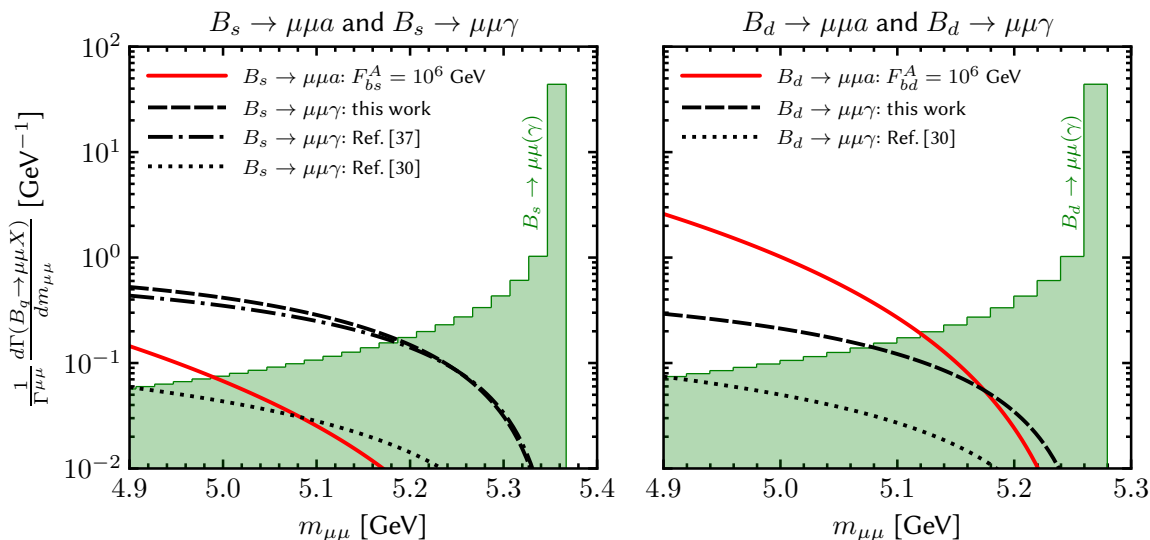 B_s → μμa and B_s → μμγ
10^2
10^1
10^0
10^{-1}
10^{-2}
1/Γ_{μμ} dΓ(B_q→μμX)/dm_{μμ} [GeV^{-1}]
B_s → μμa: F^A_{bs} = 10^6 GeV
B_s → μμγ: this work
B_s → μμγ: Ref. [37]
B_s → μμγ: Ref. [30]
B_s → μμ(γ)
4.9 5.0 5.1 5.2 5.3 5.4
m_{μμ} [GeV]
B_d → μμa and B_d → μμγ
B_d → μμa: F^A_{bd} = 10^6 GeV
B_d → μμγ: this work
B_d → μμγ: Ref. [30]
B_d → μμ(γ)
4.9 5.0 5.1 5.2 5.3
m_{μμ} [GeV]